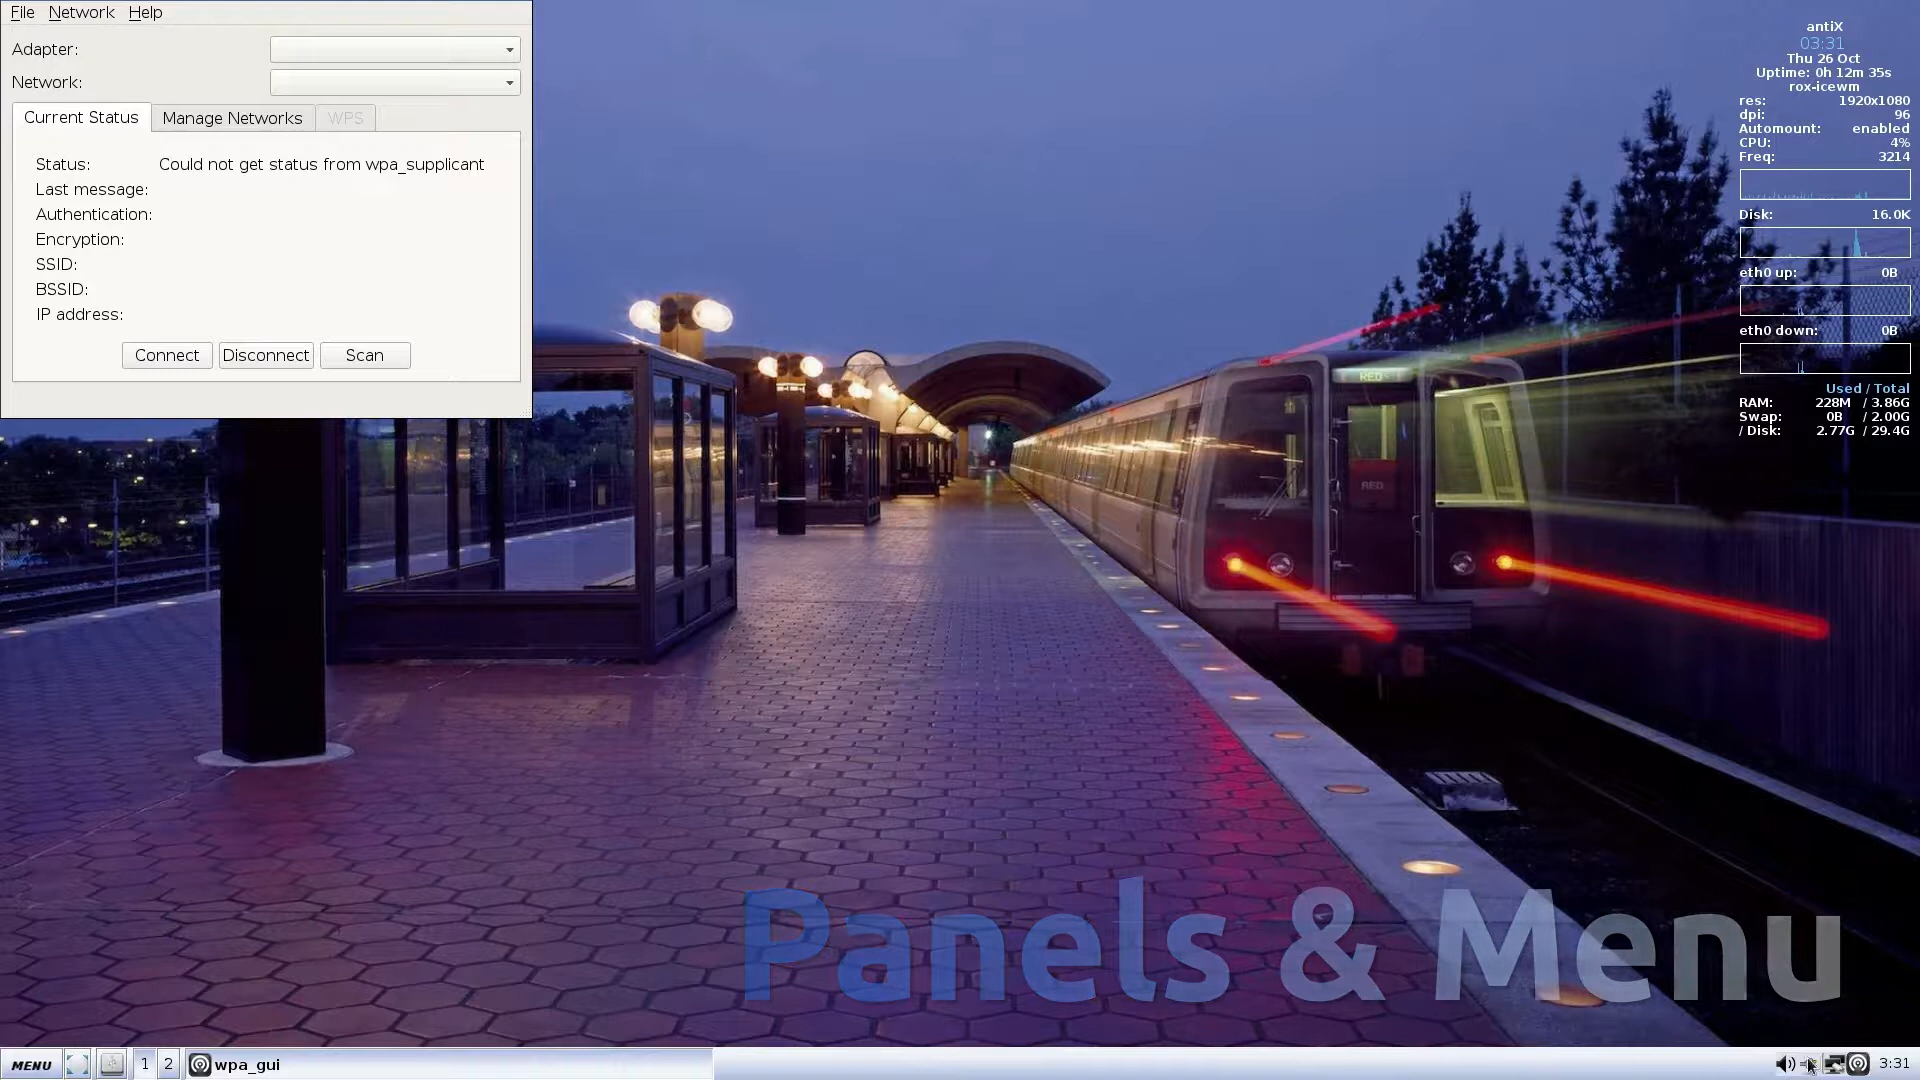 File Network Help
Adapter:
Network:
Current Status Manage Networks WPS
Status: Could not get status from wpa_supplicant
Last message:
Authentication:
Encryption:
SSID:
BSSID:
IP address:
Connect Disconnect Scan
antiX
03:31
Thu 26 Oct
Uptime: 0h 12m 35s
rox-icewm
res: 1920x1080
dpi: 96
Automount: enabled
CPU: 4%
Freq: 3214
Disk: 16.0K
eth0 up: 0B
eth0 down: 0B
Used / Total
RAM: 228M / 3.86G
Swap: 0B / 2.00G
/ Disk: 2.77G / 29.4G
RED
RED
Panels & Menu
MENU 1 2 wpa_gui 3:31